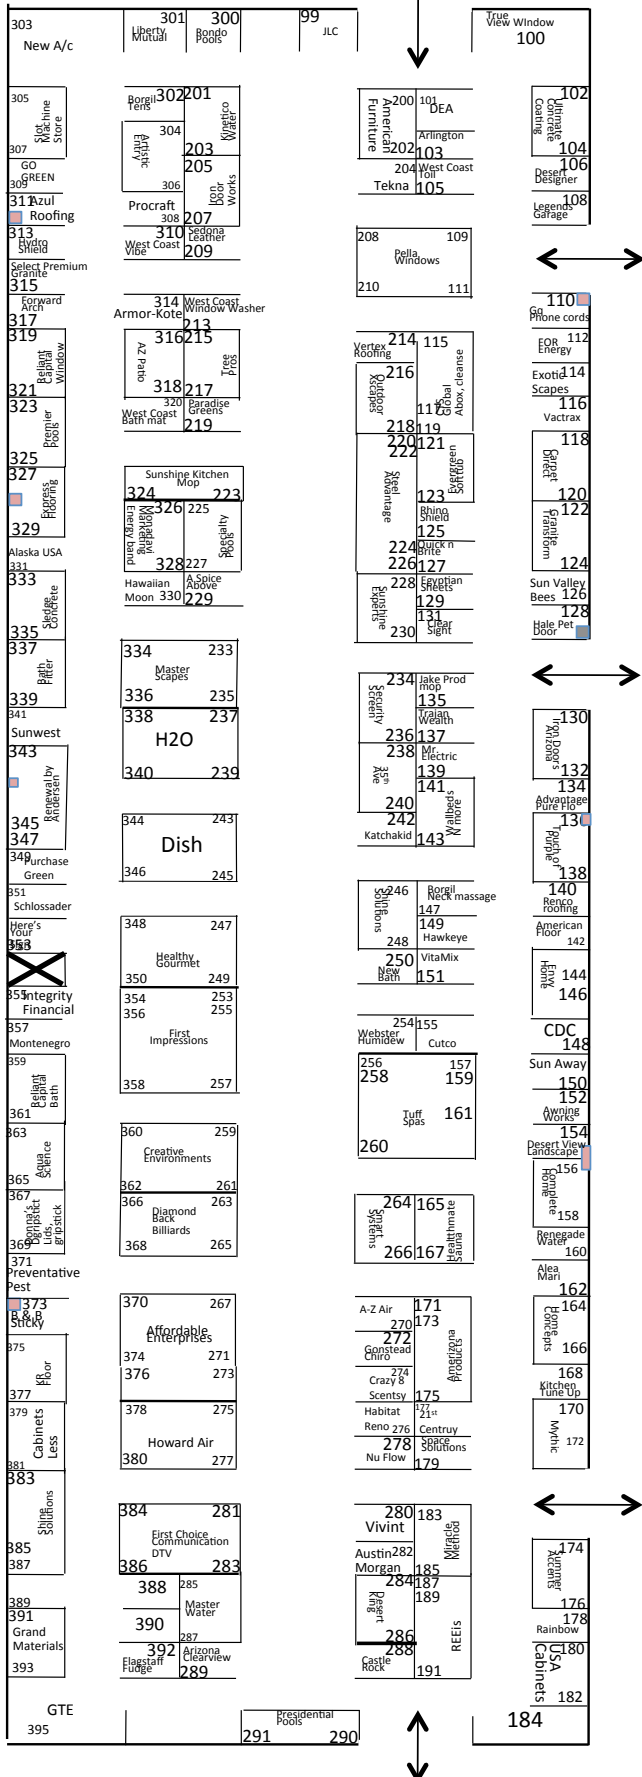 303
New A/c
301
Liberty
Mutual
300
Rondo
Pools
99
JLC
True
View WIndow
100
305
Slot
Machine
Store
307
GO
GREEN
309
311 Azul
Roofing
313
Hydro
Shield
Select Premium
Granite
315
Forward
Arch
317
319
Reliant
Capital
Window
321
323
Premier
Pools
325
327
Express
Flooring
329
Alaska USA
331
333
Sledge
Concrete
335
337
Bath
Fitter
339
341
Sunwest
343
Renewal by
Andersen
345
347
349
Purchase
Green
351
Schlossader
Here's
Your
353
355
Integrity
Financial
357
Montenegro
359
Reliant
Capital
Bath
361
363
Aqua
Science
365
367
Donna's
Dgripstick
Lids,
gripstick
369
371
Preventative
Pest
373
B & B
Sticky
375
KR
Floor
377
379
Cabinets
Less
381
383
Shine
Solutions
385
387
389
391
Grand
Materials
393
GTE
395
Borgil
Tens
302
304
Artistic
Entry
306
Procraft
308
310
West Coast
Vibe
201
Kinetico
Water
203
205
Iron
Door
Works
207
Sedona
Leather
209
314
Armor-Kote
West Coast
Window Washer
213
316
AZ Patio
318
215
Tree
Pros
217
320
West Coast
Bath mat
Paradise
Greens
219
Sunshine Kitchen
Mop
324
223
326
Monadavi
Marketing
Energy band
328
225
Specialty
Pools
227
Hawaiian
Moon 330
A Spice
Above
229
334
233
Master
Scapes
336
235
338
237
H2O
340
239
344
243
Dish
346
245
348
247
Healthy
Gourmet
350
249
354
253
356
255
First
Impressions
358
257
360
259
Creative
Environments
362
261
366
263
Diamond
Back
Billiards
368
265
370
267
Affordable
Enterprises
374
271
376
273
378
275
Howard Air
380
277
384
281
First Choice
Communication
DTV
386
283
388
390
392
Flagstaff
Fudge
285
Master
Water
287
Arizona
Clearview
289
Presidential
Pools
291
290
200
American
Furniture
202
101
DEA
Arlington
103
204
Tekna
West Coast
Toil
105
208
109
Pella
Windows
210
111
214
Vertex
Roofing
216
Outdoor
Xscapes
218
115
Global
Abox, cleanse
117
119
220
222
Steel
Advantage
224
226
121
Evergreen
Softtub
123
Rhino
Shield
125
Quick n
Brite
127
228
Sunshine
Experts
230
Egyptian
Sheets
129
131
Clear
Sight
234
Security
Screen
236
Jake Prod
mop
135
Trajan
Wealth
137
238
35th
Ave
240
242
Katchakid
Mr.
Electric
139
141
Wallbeds
N more
143
246
Shine
Solutions
248
250
New
Bath
Borgil
Neck massage
147
149
Hawkeye
VitaMix
151
254
Webster
Humidew
155
Cutco
256
157
258
159
Tuff
Spas
161
260
264
Smart
Systems
266
165
Healthmate
Sauna
167
A-Z Air
270
272
Gonstead
Chiro
274
Crazy 8
Scentsy
171
173
Amerizona
Products
175
Habitat
Reno 276
177
21st
Centruy
278
Nu Flow
Space
Solutions
179
280
Vivint
183
Miracle
Method
185
Austin
282
Morgan
284
Desert
King
286
288
Castle
Rock
187
189
REEis
191
102
Ultimate
Concrete
Coating
104
106
Desert
Designer
108
Legends
Garage
110
Gq
Phone cords
112
EOR
Energy
114
Exotic
Scapes
116
Vactrax
118
Carpet
Direct
120
122
Granite
Transform
124
Sun Valley
Bees 126
128
Hale Pet
Door
130
Iron Doors
Arizona
132
134
Advantage
Pure Flo
136
Touch of
Purple
138
140
Renco
roofing
American
Floor
142
Envy
Home
144
146
CDC
148
Sun Away
150
152
Awning
Works
154
Desert View
Landscape
156
Complete
Home
158
Renegade
Water
160
Alea
Mari
162
164
Home
Concepts
166
168
Kitchen
Tune Up
170
Mythic
172
174
Summer
Accents
176
178
Rainbow
180
USA
Cabinets
182
184